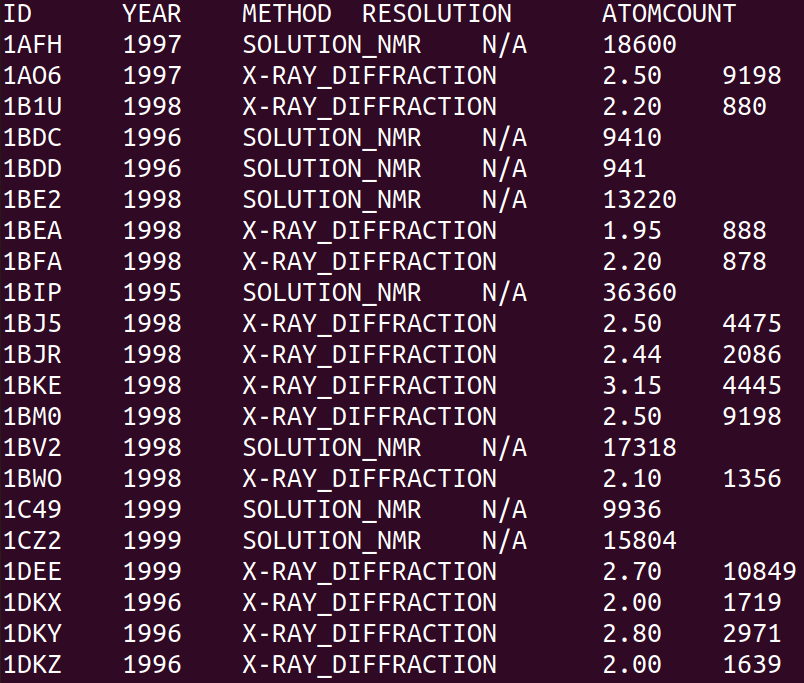 ID YEAR METHOD RESOLUTION ATOMCOUNT
1AFH 1997 SOLUTION_NMR N/A 18600
1AO6 1997 X-RAY_DIFFRACTION 2.50 9198
1B1U 1998 X-RAY_DIFFRACTION 2.20 880
1BDC 1996 SOLUTION_NMR N/A 9410
1BDD 1996 SOLUTION_NMR N/A 941
1BE2 1998 SOLUTION_NMR N/A 13220
1BEA 1998 X-RAY_DIFFRACTION 1.95 888
1BFA 1998 X-RAY_DIFFRACTION 2.20 878
1BIP 1995 SOLUTION_NMR N/A 36360
1BJ5 1998 X-RAY_DIFFRACTION 2.50 4475
1BJR 1998 X-RAY_DIFFRACTION 2.44 2086
1BKE 1998 X-RAY_DIFFRACTION 3.15 4445
1BM0 1998 X-RAY_DIFFRACTION 2.50 9198
1BV2 1998 SOLUTION_NMR N/A 17318
1BWO 1998 X-RAY_DIFFRACTION 2.10 1356
1C49 1999 SOLUTION_NMR N/A 9936
1CZ2 1999 SOLUTION_NMR N/A 15804
1DEE 1999 X-RAY_DIFFRACTION 2.70 10849
1DKX 1996 X-RAY_DIFFRACTION 2.00 1719
1DKY 1996 X-RAY_DIFFRACTION 2.80 2971
1DKZ 1996 X-RAY_DIFFRACTION 2.00 1639